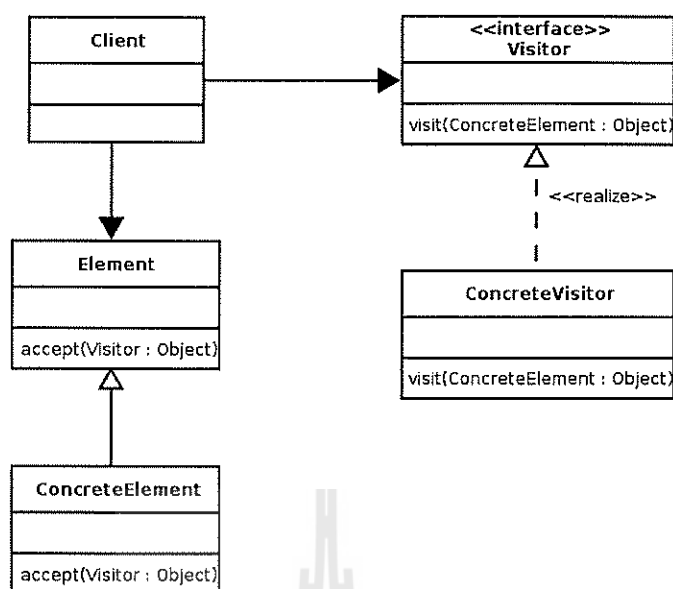 Client
<<interface>>
Visitor
visit(ConcreteElement : Object)
<<realize>>
Element
accept(Visitor : Object)
ConcreteVisitor
visit(ConcreteElement : Object)
ConcreteElement
accept(Visitor : Object)